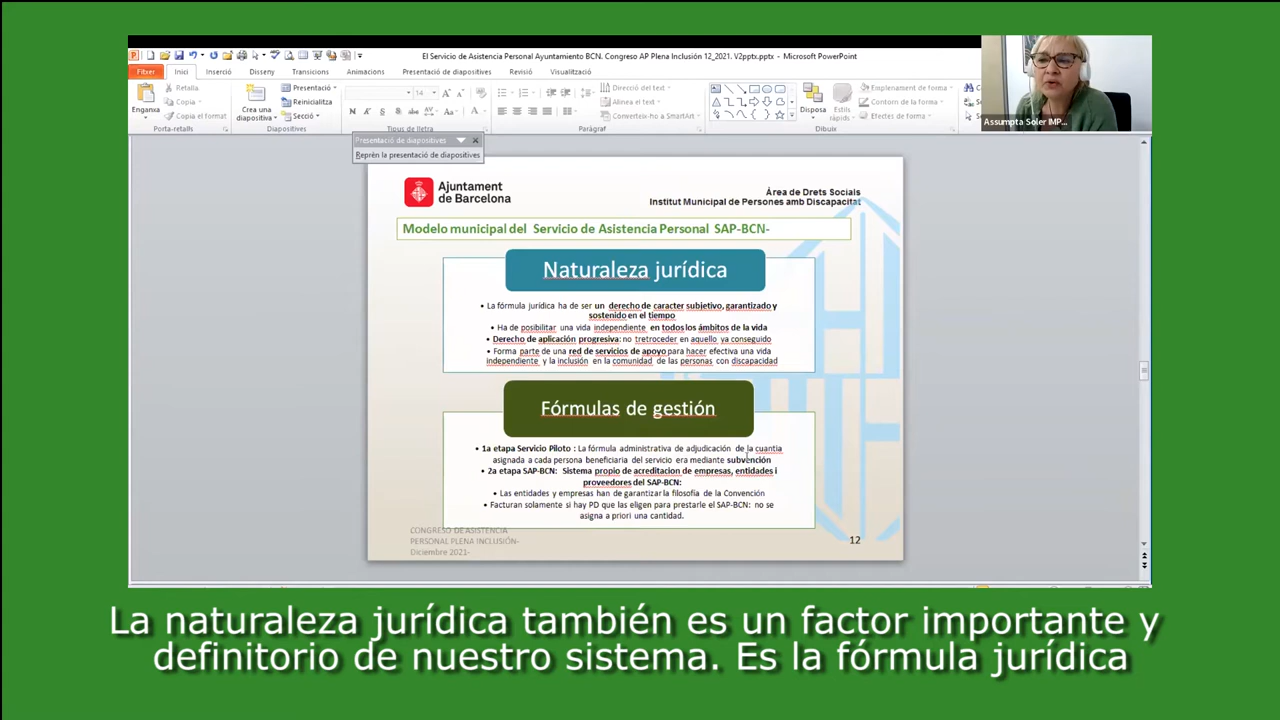 El Servicio de Asistencia Personal Ayuntamiento BCN. Congreso AP Plena Inclusión 12_2021. V2pptx.pptx - Microsoft PowerPoint
Fitxer Inici Inserció Disseny Transicions Animacions Presentació de diapositives Revisió Visualització
Enganxa
Retalla
Copia
Copia el format
Porta-retalls
Crea una
diapositiva
Presentació
Reinicialitza
Secció
Diapositives
14
Tipus de lletra
Direcció del text
Alinea el text
Converteix-ho a SmartArt
Paràgraf
Disposa
Estils
ràpids
Emplenament de forma
Contorn de la forma
Efectes de forma
Dibuix
Assumpta Soler IMP...
Presentació de diapositives
Reprèn la presentació de diapositives
Ajuntament
de Barcelona
Área de Drets Socials
Institut Municipal de Persones amb Discapacitat
Modelo municipal del Servicio de Asistencia Personal SAP-BCN-
Naturaleza jurídica
• La fórmula jurídica ha de ser un derecho de caracter subjetivo, garantizado y
sostenido en el tiempo
• Ha de posibilitar una vida independiente en todos los ámbitos de la vida
• Derecho de aplicación progresiva: no tretroceder en aquello ya conseguido
• Forma parte de una red de servicios de apoyo para hacer efectiva una vida
independiente y la inclusión en la comunidad de las personas con discapacidad
Fórmulas de gestión
• 1a etapa Servicio Piloto : La fórmula administrativa de adjudicación de la cuantia
asignada a cada persona beneficiaria del servicio era mediante subvención
• 2a etapa SAP-BCN: Sistema propio de acreditacion de empresas, entidades i
proveedores del SAP-BCN:
• Las entidades y empresas han de garantizar la filosofia de la Convención
• Facturan solamente si hay PD que las eligen para prestarle el SAP-BCN: no se
asigna a priori una cantidad.
CONGRESO DE ASISTENCIA
PERSONAL PLENA INCLUSIÓN-
Diciembre 2021-
12
La naturaleza jurídica también es un factor importante y
definitorio de nuestro sistema. Es la fórmula jurídica